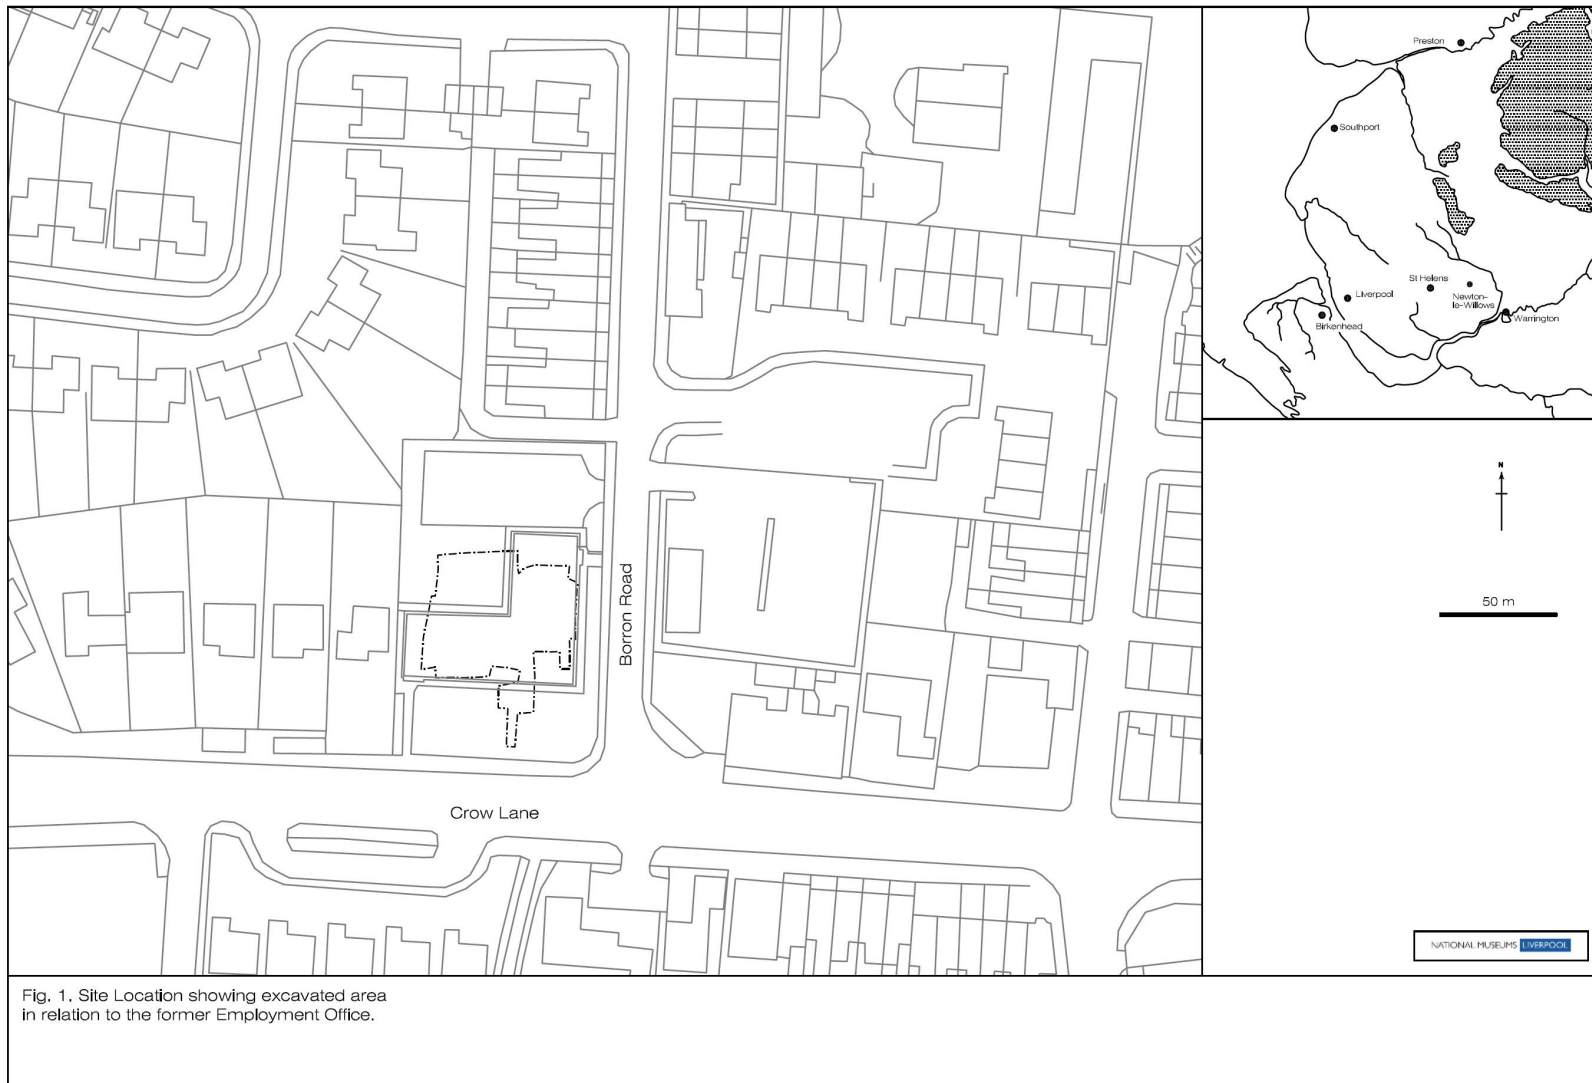 Borron Road
Crow Lane
Preston
Southport
Liverpool
Birkenhead
St Helens
Newton-
le-Willows
Warrington
N
50 m
NATIONAL MUSEUMS LIVERPOOL
Fig. 1. Site Location showing excavated area
in relation to the former Employment Office.